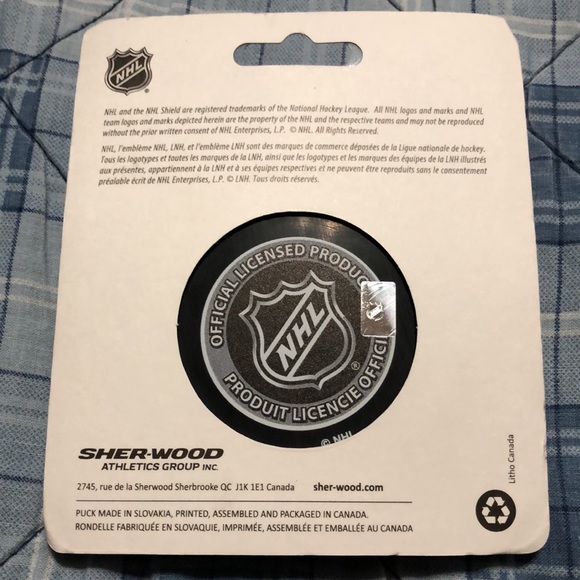 NHL
NHL and the NHL Shield are registered trademarks of the National Hockey League. All NHL logos and marks and NHL
team logos and marks depicted herein are the property of the NHL and the respective teams and may not be reproduced
without the prior written consent of NHL Enterprises, L.P. © NHL. All Rights Reserved.
NHL, l'emblème NHL, LNH, et l'emblème LNH sont des marques de commerce déposées de la Ligue nationale de hockey.
Tous les logotypes et toutes les marques de la LNH, ainsi que les logotypes et les marques des équipes de la LNH illustrés
aux présentes, appartiennent à la LNH et à ses équipes respectives et ne peuvent être reproduits sans le consentement
préalable écrit de NHL Enterprises, L.P. © LNH. Tous droits réservés.
OFFICIAL LICENSED PRODUC
NHL
®
PRODUIT LICENCIE OFFICI
© NHL
SHER-WOOD
ATHLETICS GROUP INC.
2745, rue de la Sherwood Sherbrooke QC J1K 1E1 Canada sher-wood.com
PUCK MADE IN SLOVAKIA, PRINTED, ASSEMBLED AND PACKAGED IN CANADA.
RONDELLE FABRIQUÉE EN SLOVAQUIE, IMPRIMÉE, ASSEMBLÉE ET EMBALLÉE AU CANADA
Litho Canada